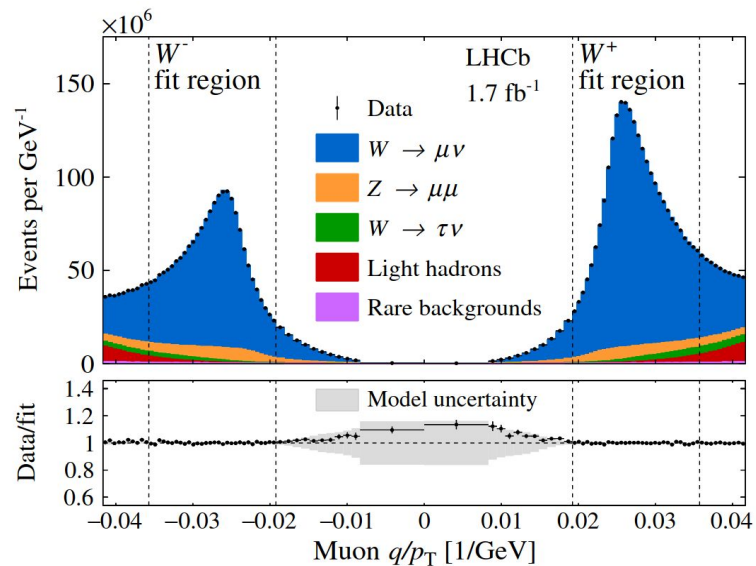 ×10⁶
W⁻
fit region
LHCb
1.7 fb⁻¹
W⁺
fit region
150
100
50
0
Events per GeV⁻¹
Data
W → μν
Z → μμ
W → τν
Light hadrons
Rare backgrounds
Model uncertainty
1.4
1.2
1
0.8
0.6
Data/fit
−0.04 −0.03 −0.02 −0.01 0 0.01 0.02 0.03 0.04
Muon q/p_T [1/GeV]